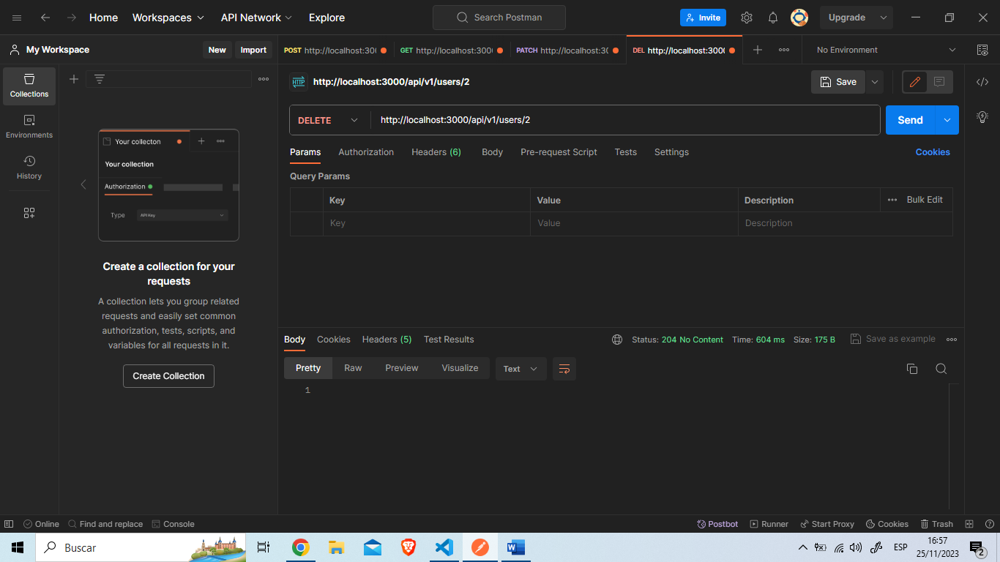 Home Workspaces API Network Explore Search Postman Invite Upgrade
My Workspace New Import
POST http://localhost:300 GET http://localhost:300 PATCH http://localhost:30 DEL http://localhost:3000 No Environment
Collections
Environments
History
Your collecton
Your collection
Authorization
Type API Key
Create a collection for your
requests
A collection lets you group related
requests and easily set common
authorization, tests, scripts, and
variables for all requests in it.
Create Collection
HTTP http://localhost:3000/api/v1/users/2 Save
DELETE http://localhost:3000/api/v1/users/2 Send
Params Authorization Headers (6) Body Pre-request Script Tests Settings Cookies
Query Params
Key Value Description Bulk Edit
Key Value Description
Body Cookies Headers (5) Test Results Status: 204 No Content Time: 604 ms Size: 175 B Save as example
Pretty Raw Preview Visualize Text
1
Online Find and replace Console Postbot Runner Start Proxy Cookies Trash
Buscar ESP 16:57
25/11/2023 2